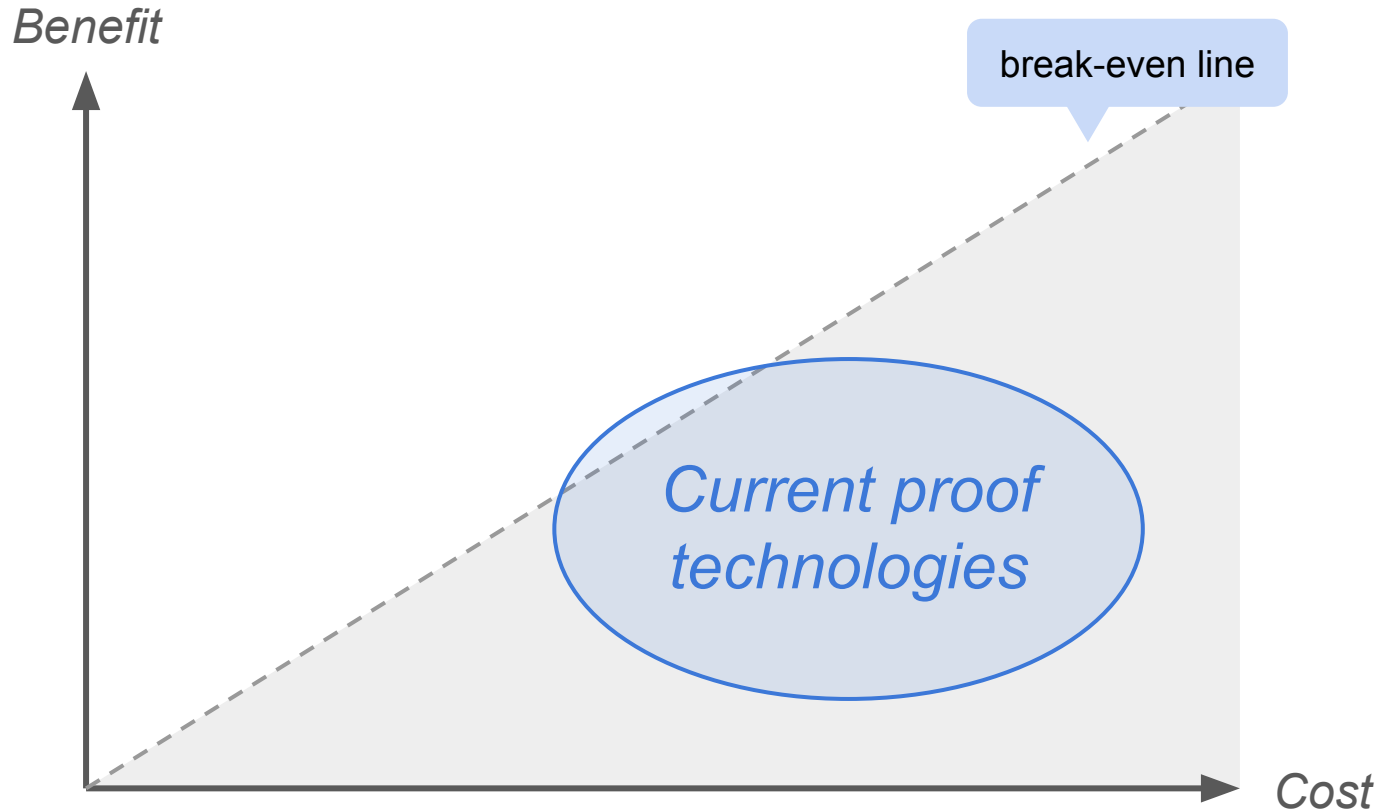 Benefit
break-even line
Current proof
technologies
Cost